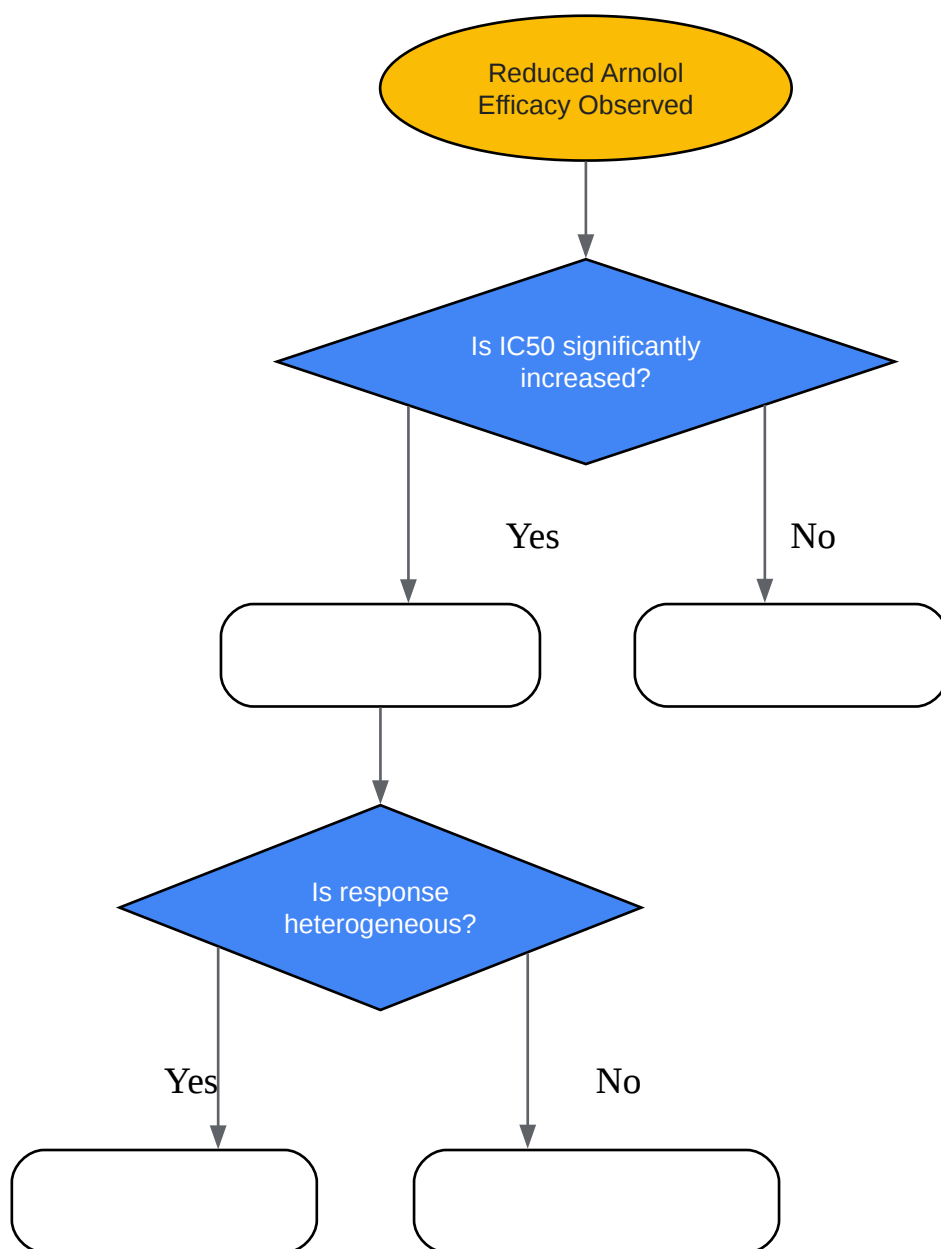 Reduced Arnolol
Efficacy Observed
Is IC50 significantly
increased?
Yes
No
Is response
heterogeneous?
Yes
No